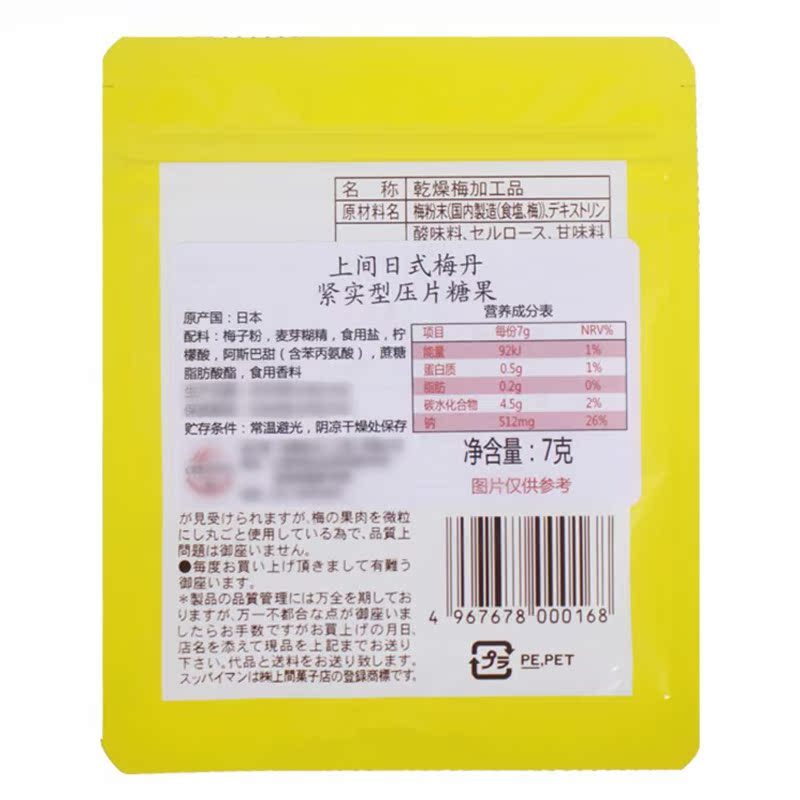 名 称 乾燥梅加工品
原材料名 梅粉末(国内製造(食塩、梅))、デキストリン
酸味料、セルロース、甘味料
上间日式梅丹
紧实型压片糖果
原产国：日本
配料：梅子粉，麦芽糊精，食用盐，柠
檬酸，阿斯巴甜（含苯丙氨酸），蔗糖
脂肪酸酯，食用香料
贮存条件：常温避光，阴凉干燥处保存
营养成分表
项目 每份7g NRV%
能量 92kJ 1%
蛋白质 0.5g 1%
脂肪 0.2g 0%
碳水化合物 4.5g 2%
钠 512mg 26%
净含量：7克
图片仅供参考
が見受けられますが、梅の果肉を微粒
にし丸ごと使用している為で、品質上
問題は御座いません。
●毎度お買い上げ頂きまして有難う
御座います。
＊製品の品質管理には万全を期してお
りますが、万一不都合な点が御座いま
したらお手数ですがお買上げの月日、
店名を添えて現品を上記までお送り
下さい。代品と送料をお送り致します。
スッパイマンは㈱上間菓子店の登録商標です。
4 967678 000168
プラ PE,PET